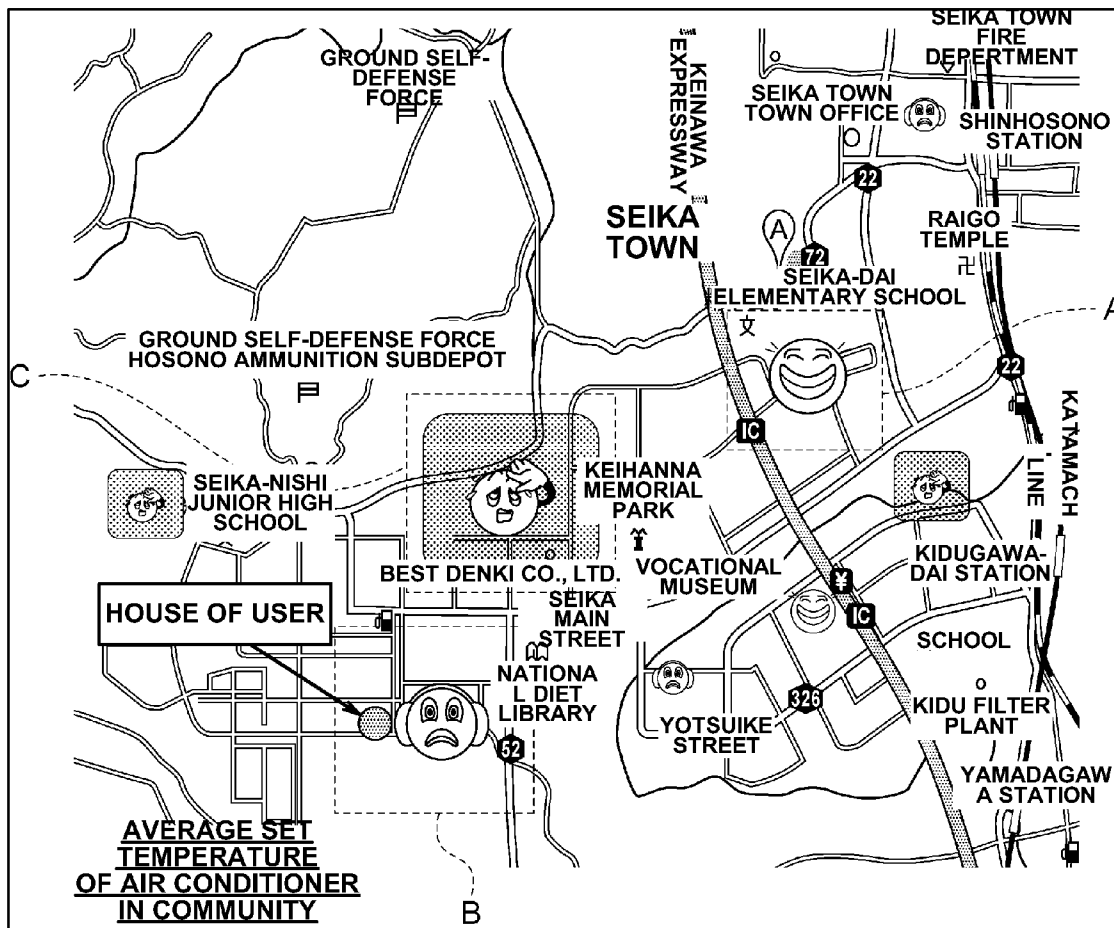 SEIKA TOWN
FIRE
DEPERTMENT
GROUND SELF-
DEFENSE
FORCE
KEINAWA
EXPRESSWAY
SEIKA TOWN
TOWN OFFICE
SHINHOSONO
STATION
22
SEIKA
TOWN
A
72
RAIGO
TEMPLE
卍
SEIKA-DAI
ELEMENTARY SCHOOL
文
A
GROUND SELF-DEFENSE FORCE
HOSONO AMMUNITION SUBDEPOT
C
22
IC
KATAMACH
LINE
SEIKA-NISHI
JUNIOR HIGH
SCHOOL
KEIHANNA
MEMORIAL
PARK
BEST DENKI CO., LTD.
VOCATIONAL
MUSEUM
KIDUGAWA-
DAI STATION
¥
IC
HOUSE OF USER
SEIKA
MAIN
STREET
SCHOOL
NATIONA
L DIET
LIBRARY
326
YOTSUIKE
STREET
KIDU FILTER
PLANT
52
YAMADAGAW
A STATION
AVERAGE SET
TEMPERATURE
OF AIR CONDITIONER
IN COMMUNITY
B